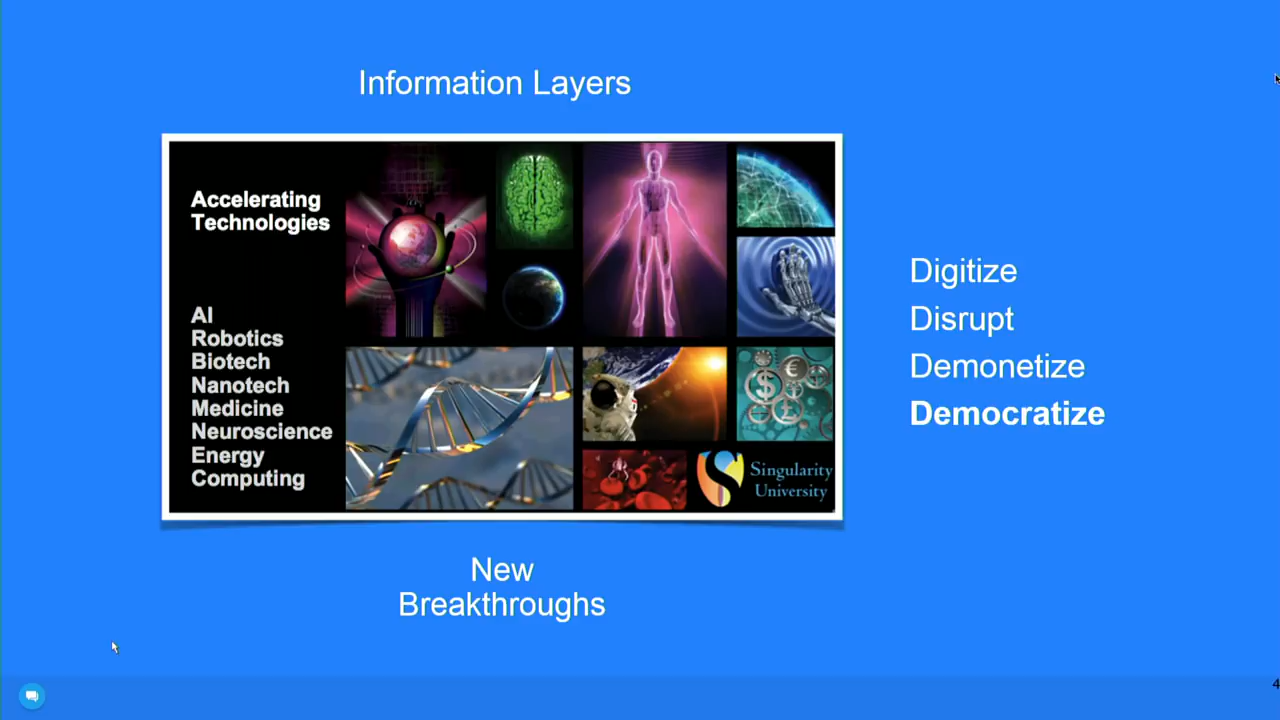 Information Layers
Accelerating
Technologies
AI
Robotics
Biotech
Nanotech
Medicine
Neuroscience
Energy
Computing
$
€
£
Singularity
University
Digitize
Disrupt
Demonetize
Democratize
New
Breakthroughs
4